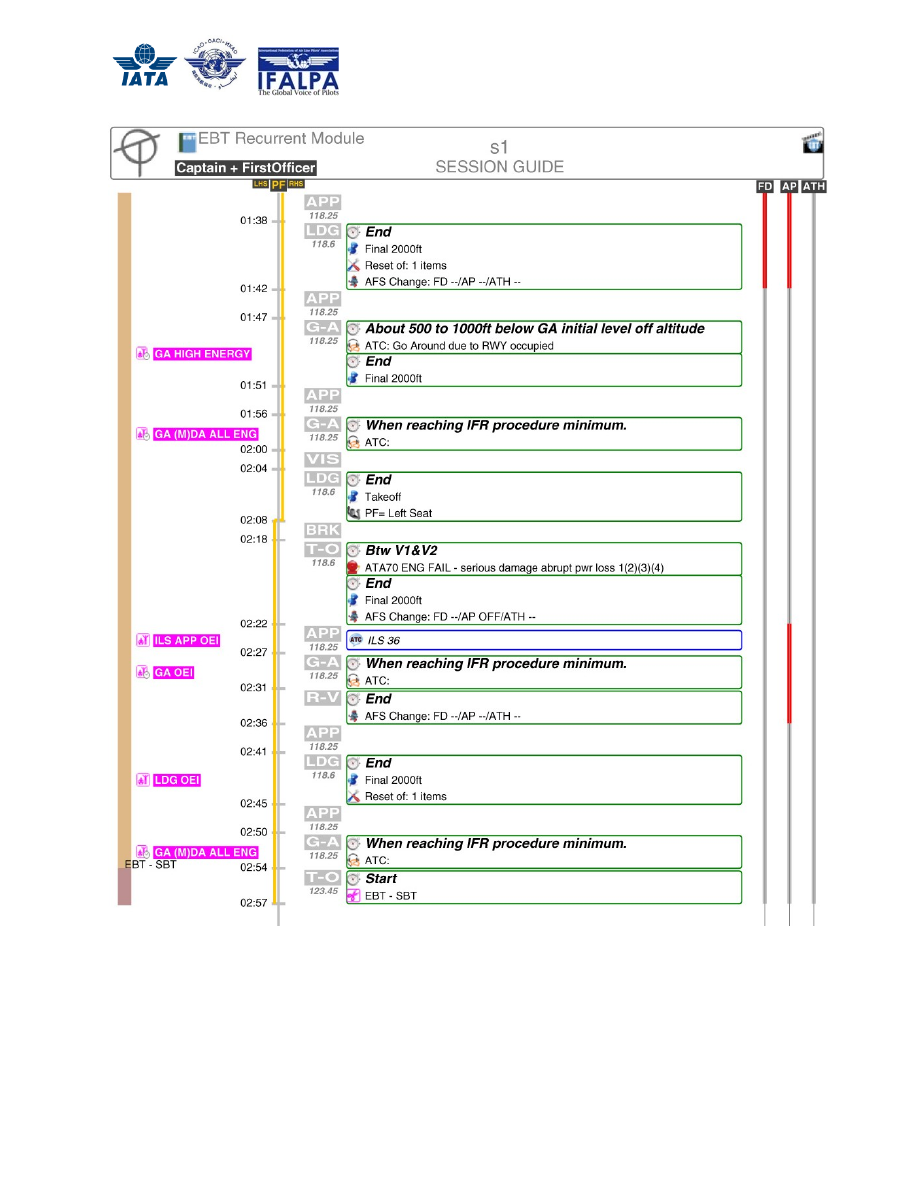 IATA
ICAO · OACI · ИКАО
International Federation of Air Line Pilots' Associations
IFALPA
The Global Voice of Pilots
EBT Recurrent Module
s1
Captain + FirstOfficer
SESSION GUIDE
LHS PF RHS
FD AP ATH
APP
118.25
01:38
LDG
118.6
End
Final 2000ft
Reset of: 1 items
AFS Change: FD --/AP --/ATH --
01:42
APP
118.25
01:47
G-A
118.25
About 500 to 1000ft below GA initial level off altitude
ATC: Go Around due to RWY occupied
GA HIGH ENERGY
End
Final 2000ft
01:51
APP
118.25
01:56
G-A
118.25
When reaching IFR procedure minimum.
GA (M)DA ALL ENG
ATC:
02:00
VIS
02:04
LDG
118.6
End
Takeoff
PF= Left Seat
02:08
BRK
02:18
T-O
118.6
Btw V1&V2
ATA70 ENG FAIL - serious damage abrupt pwr loss 1(2)(3)(4)
End
Final 2000ft
AFS Change: FD --/AP OFF/ATH --
02:22
ILS APP OEI
APP
118.25
ATC ILS 36
02:27
G-A
118.25
When reaching IFR procedure minimum.
GA OEI
ATC:
02:31
R-V
End
AFS Change: FD --/AP --/ATH --
02:36
APP
118.25
02:41
LDG
118.6
End
LDG OEI
Final 2000ft
Reset of: 1 items
02:45
APP
118.25
02:50
G-A
118.25
When reaching IFR procedure minimum.
GA (M)DA ALL ENG
ATC:
EBT - SBT
02:54
T-O
123.45
Start
EBT - SBT
02:57